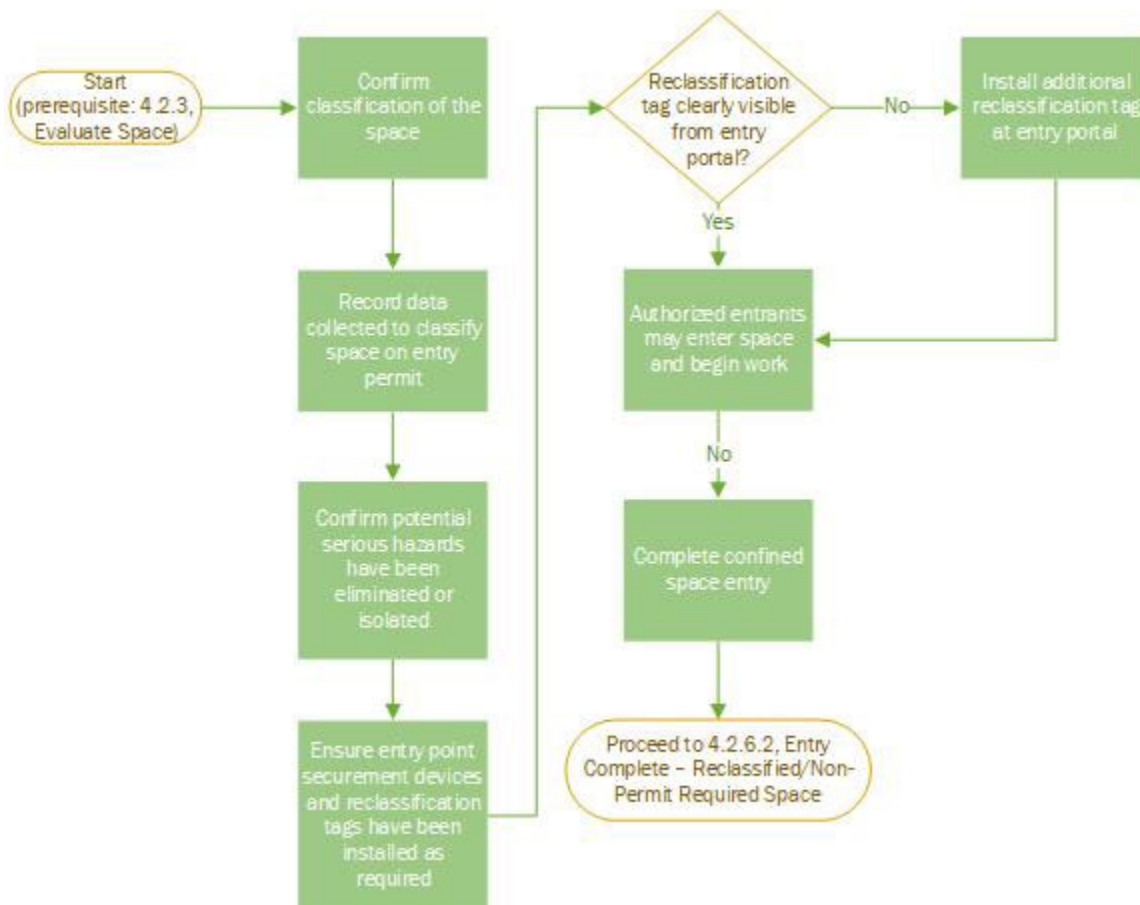 Start
(prerequisite: 4.2.3,
Evaluate Space)
Confirm
classification of the
space
Record data
collected to classify
space on entry
permit
Confirm potential
serious hazards
have been
eliminated or
isolated
Ensure entry point
securement devices
and reclassification
tags have been
installed as
required
Reclassification
tag clearly visible
from entry
portal?
No
Install additional
reclassification tag
at entry portal
Yes
Authorized entrants
may enter space
and begin work
No
Complete confined
space entry
Proceed to 4.2.6.2, Entry
Complete – Reclassified/Non-
Permit Required Space